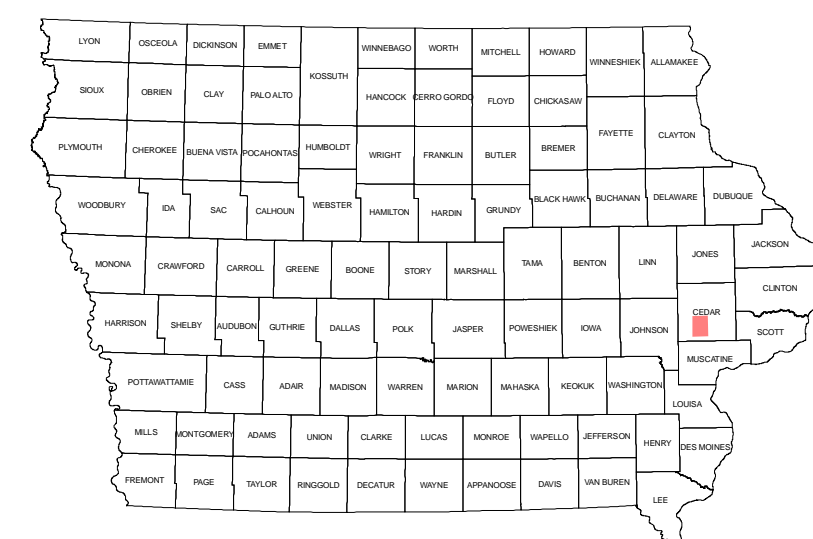 LYON
OSCEOLA
DICKINSON
EMMET
KOSSUTH
WINNEBAGO
WORTH
MITCHELL
HOWARD
WINNESHIEK
ALLAMAKEE
SIOUX
OBRIEN
CLAY
PALO ALTO
HANCOCK
CERRO GORDO
FLOYD
CHICKASAW
FAYETTE
CLAYTON
PLYMOUTH
CHEROKEE
BUENA VISTA
POCAHONTAS
HUMBOLDT
WRIGHT
FRANKLIN
BUTLER
BREMER
WOODBURY
IDA
SAC
CALHOUN
WEBSTER
HAMILTON
HARDIN
GRUNDY
BLACK HAWK
BUCHANAN
DELAWARE
DUBUQUE
MONONA
CRAWFORD
CARROLL
GREENE
BOONE
STORY
MARSHALL
TAMA
BENTON
LINN
JONES
JACKSON
CLINTON
HARRISON
SHELBY
AUDUBON
GUTHRIE
DALLAS
POLK
JASPER
POWESHIEK
IOWA
JOHNSON
CEDAR
SCOTT
MUSCATINE
POTTAWATTAMIE
CASS
ADAIR
MADISON
WARREN
MARION
MAHASKA
KEOKUK
WASHINGTON
LOUISA
MILLS
MONTGOMERY
ADAMS
UNION
CLARKE
LUCAS
MONROE
WAPELLO
JEFFERSON
HENRY
DES MOINES
FREMONT
PAGE
TAYLOR
RINGGOLD
DECATUR
WAYNE
APPANOOSE
DAVIS
VAN BUREN
LEE